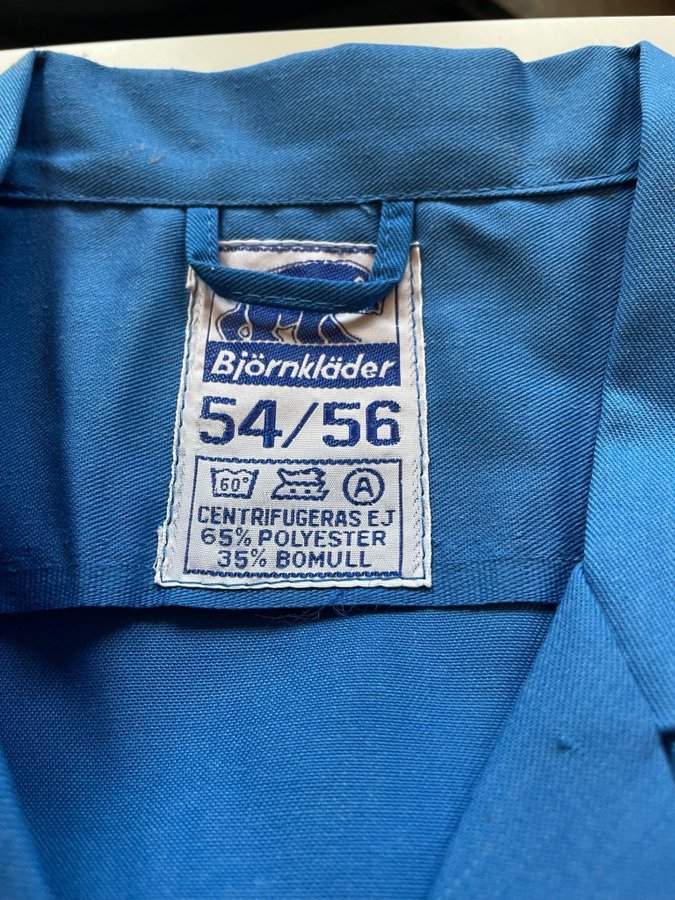 Björnkläder
54/56
60° A
CENTRIFUGERAS EJ
65% POLYESTER
35% BOMULL